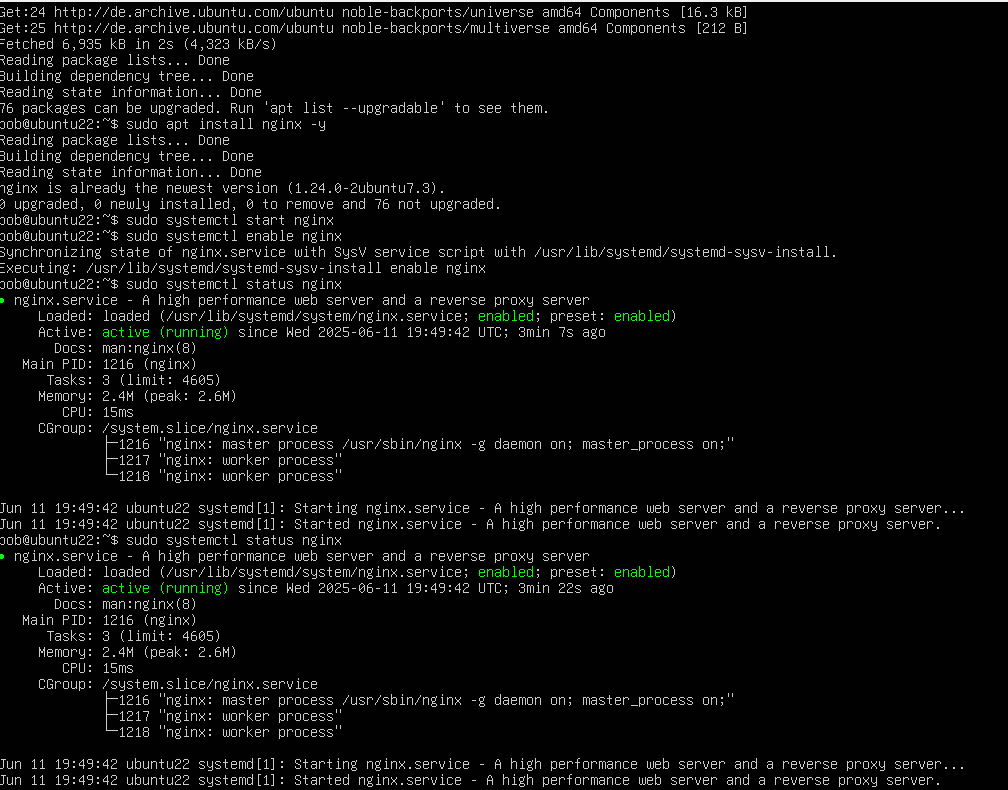 Get:24 http://de.archive.ubuntu.com/ubuntu noble-backports/universe amd64 Components [16.3 kB]
Get:25 http://de.archive.ubuntu.com/ubuntu noble-backports/multiverse amd64 Components [212 B]
Fetched 6,935 kB in 2s (4,323 kB/s)
Reading package lists... Done
Building dependency tree... Done
Reading state information... Done
76 packages can be upgraded. Run 'apt list --upgradable' to see them.
bob@ubuntu22:~$ sudo apt install nginx -y
Reading package lists... Done
Building dependency tree... Done
Reading state information... Done
nginx is already the newest version (1.24.0-2ubuntu7.3).
0 upgraded, 0 newly installed, 0 to remove and 76 not upgraded.
bob@ubuntu22:~$ sudo systemctl start nginx
bob@ubuntu22:~$ sudo systemctl enable nginx
Synchronizing state of nginx.service with SysV service script with /usr/lib/systemd/systemd-sysv-install.
Executing: /usr/lib/systemd/systemd-sysv-install enable nginx
bob@ubuntu22:~$ sudo systemctl status nginx
● nginx.service - A high performance web server and a reverse proxy server
     Loaded: loaded (/usr/lib/systemd/system/nginx.service; enabled; preset: enabled)
     Active: active (running) since Wed 2025-06-11 19:49:42 UTC; 3min 7s ago
       Docs: man:nginx(8)
   Main PID: 1216 (nginx)
      Tasks: 3 (limit: 4605)
     Memory: 2.4M (peak: 2.6M)
        CPU: 15ms
     CGroup: /system.slice/nginx.service
             ├─1216 "nginx: master process /usr/sbin/nginx -g daemon on; master_process on;"
             ├─1217 "nginx: worker process"
             └─1218 "nginx: worker process"
Jun 11 19:49:42 ubuntu22 systemd[1]: Starting nginx.service - A high performance web server and a reverse proxy server...
Jun 11 19:49:42 ubuntu22 systemd[1]: Started nginx.service - A high performance web server and a reverse proxy server.
bob@ubuntu22:~$ sudo systemctl status nginx
● nginx.service - A high performance web server and a reverse proxy server
     Loaded: loaded (/usr/lib/systemd/system/nginx.service; enabled; preset: enabled)
     Active: active (running) since Wed 2025-06-11 19:49:42 UTC; 3min 22s ago
       Docs: man:nginx(8)
   Main PID: 1216 (nginx)
      Tasks: 3 (limit: 4605)
     Memory: 2.4M (peak: 2.6M)
        CPU: 15ms
     CGroup: /system.slice/nginx.service
             ├─1216 "nginx: master process /usr/sbin/nginx -g daemon on; master_process on;"
             ├─1217 "nginx: worker process"
             └─1218 "nginx: worker process"
Jun 11 19:49:42 ubuntu22 systemd[1]: Starting nginx.service - A high performance web server and a reverse proxy server...
Jun 11 19:49:42 ubuntu22 systemd[1]: Started nginx.service - A high performance web server and a reverse proxy server.